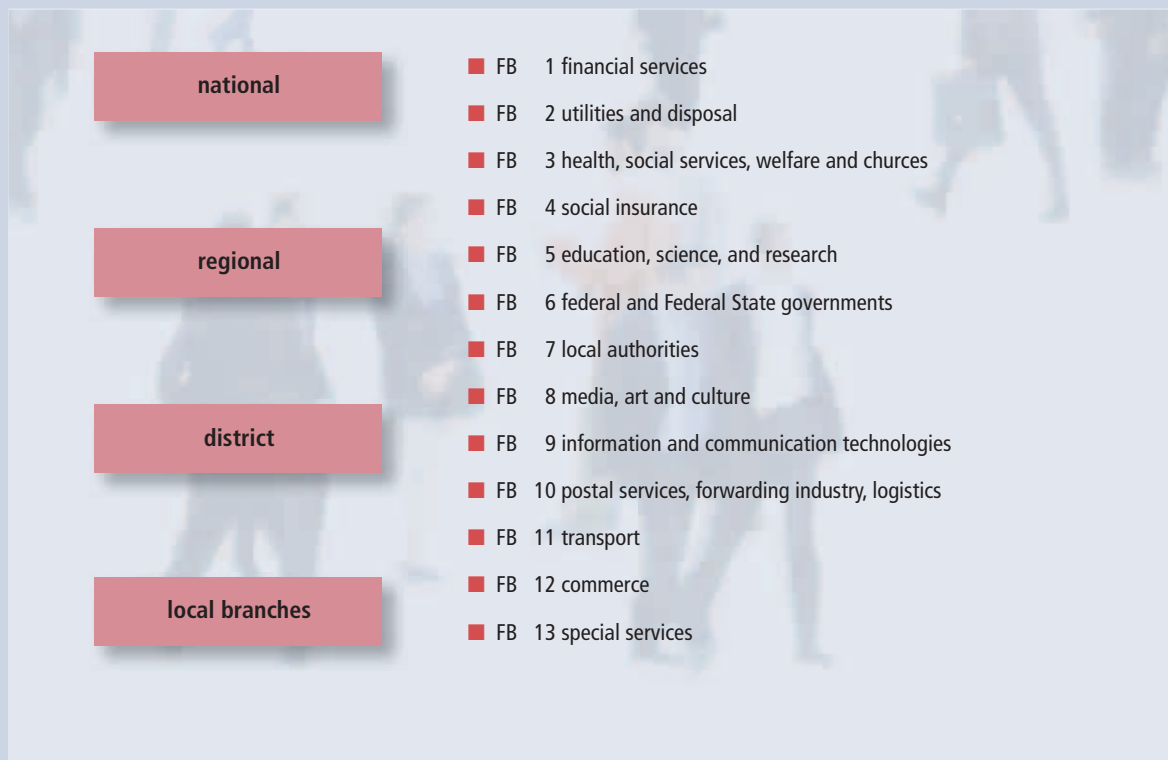 national
regional
district
local branches
FB 1 financial services
FB 2 utilities and disposal
FB 3 health, social services, welfare and churces
FB 4 social insurance
FB 5 education, science, and research
FB 6 federal and Federal State governments
FB 7 local authorities
FB 8 media, art and culture
FB 9 information and communication technologies
FB 10 postal services, forwarding industry, logistics
FB 11 transport
FB 12 commerce
FB 13 special services